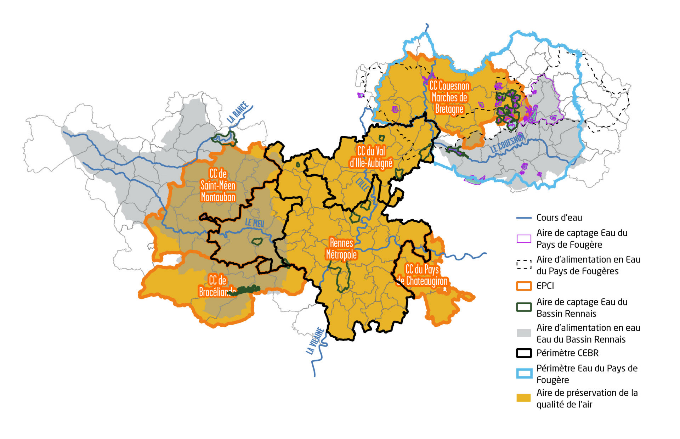 LA RANCE
CC Couesnon
Marches de
Bretagne
CC du Val
d'Ille-Aubigné
LE COUESNON
CC de
Saint-Méen
Montauban
L'ILLE
LE MEU
Rennes
Métropole
CC du Pays
de Chateaugiron
CC de
Brocéliande
LA VILAINE
Cours d'eau
Aire de captage Eau du
Pays de Fougère
Aire d'alimentation en Eau
du Pays de Fougères
EPCI
Aire de captage Eau du
Bassin Rennais
Aire d'alimentation en eau
Eau du Bassin Rennais
Périmètre CEBR
Périmètre Eau du Pays de
Fougère
Aire de préservation de la
qualité de l'air